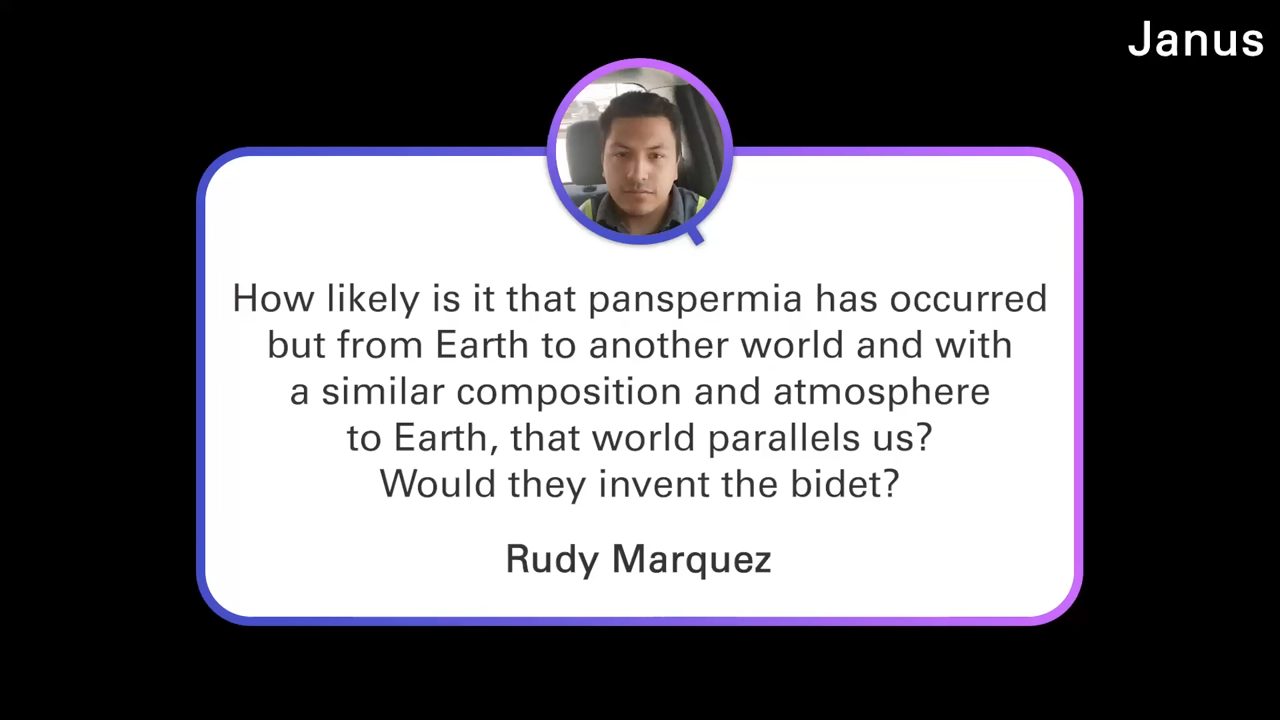 Janus
How likely is it that panspermia has occurred
but from Earth to another world and with
a similar composition and atmosphere
to Earth, that world parallels us?
Would they invent the bidet?
Rudy Marquez